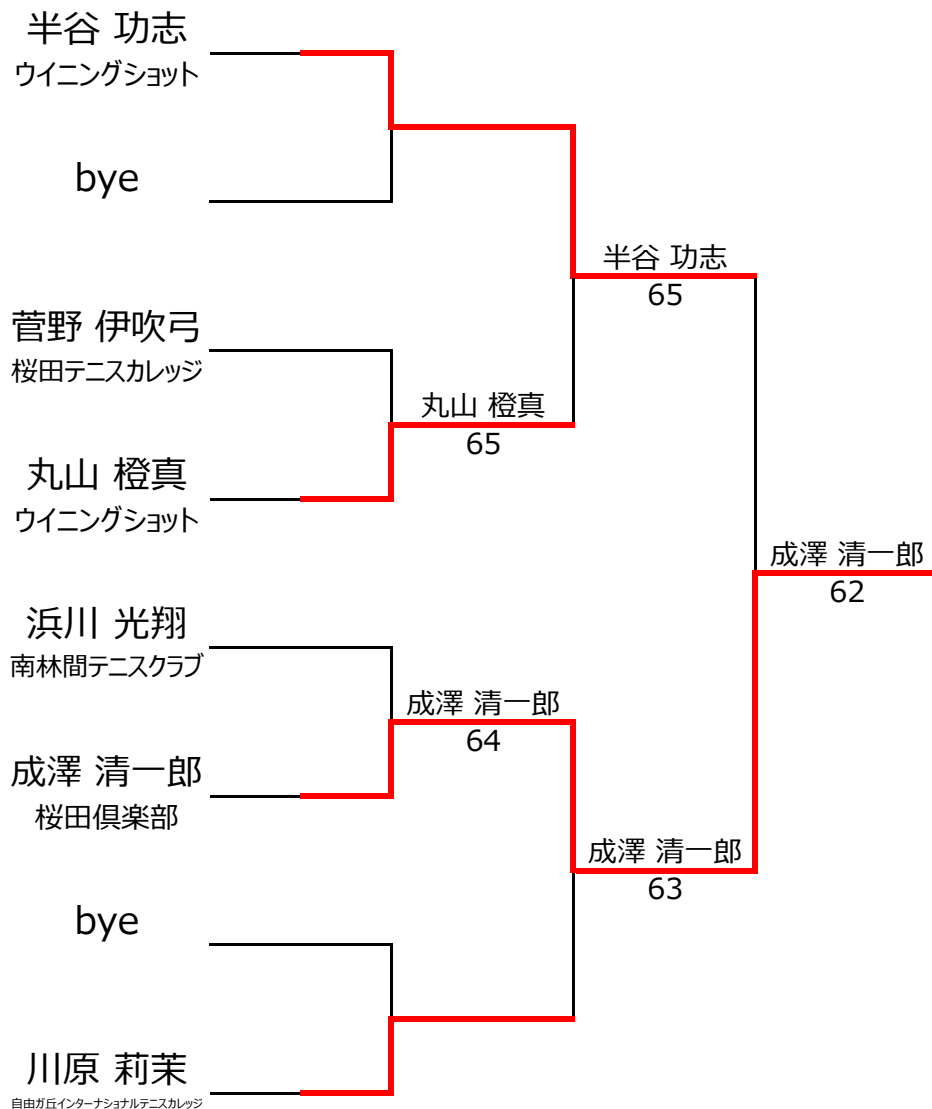 半谷 功志
ウイニングショット
bye
菅野 伊吹弓
桜田テニスカレッジ
丸山 橙真
ウイニングショット
浜川 光翔
南林間テニスクラブ
成澤 清一郎
桜田倶楽部
bye
川原 莉茉
自由ガ丘インターナショナルテニスカレッジ
丸山 橙真
65
成澤 清一郎
64
半谷 功志
65
成澤 清一郎
63
成澤 清一郎
62